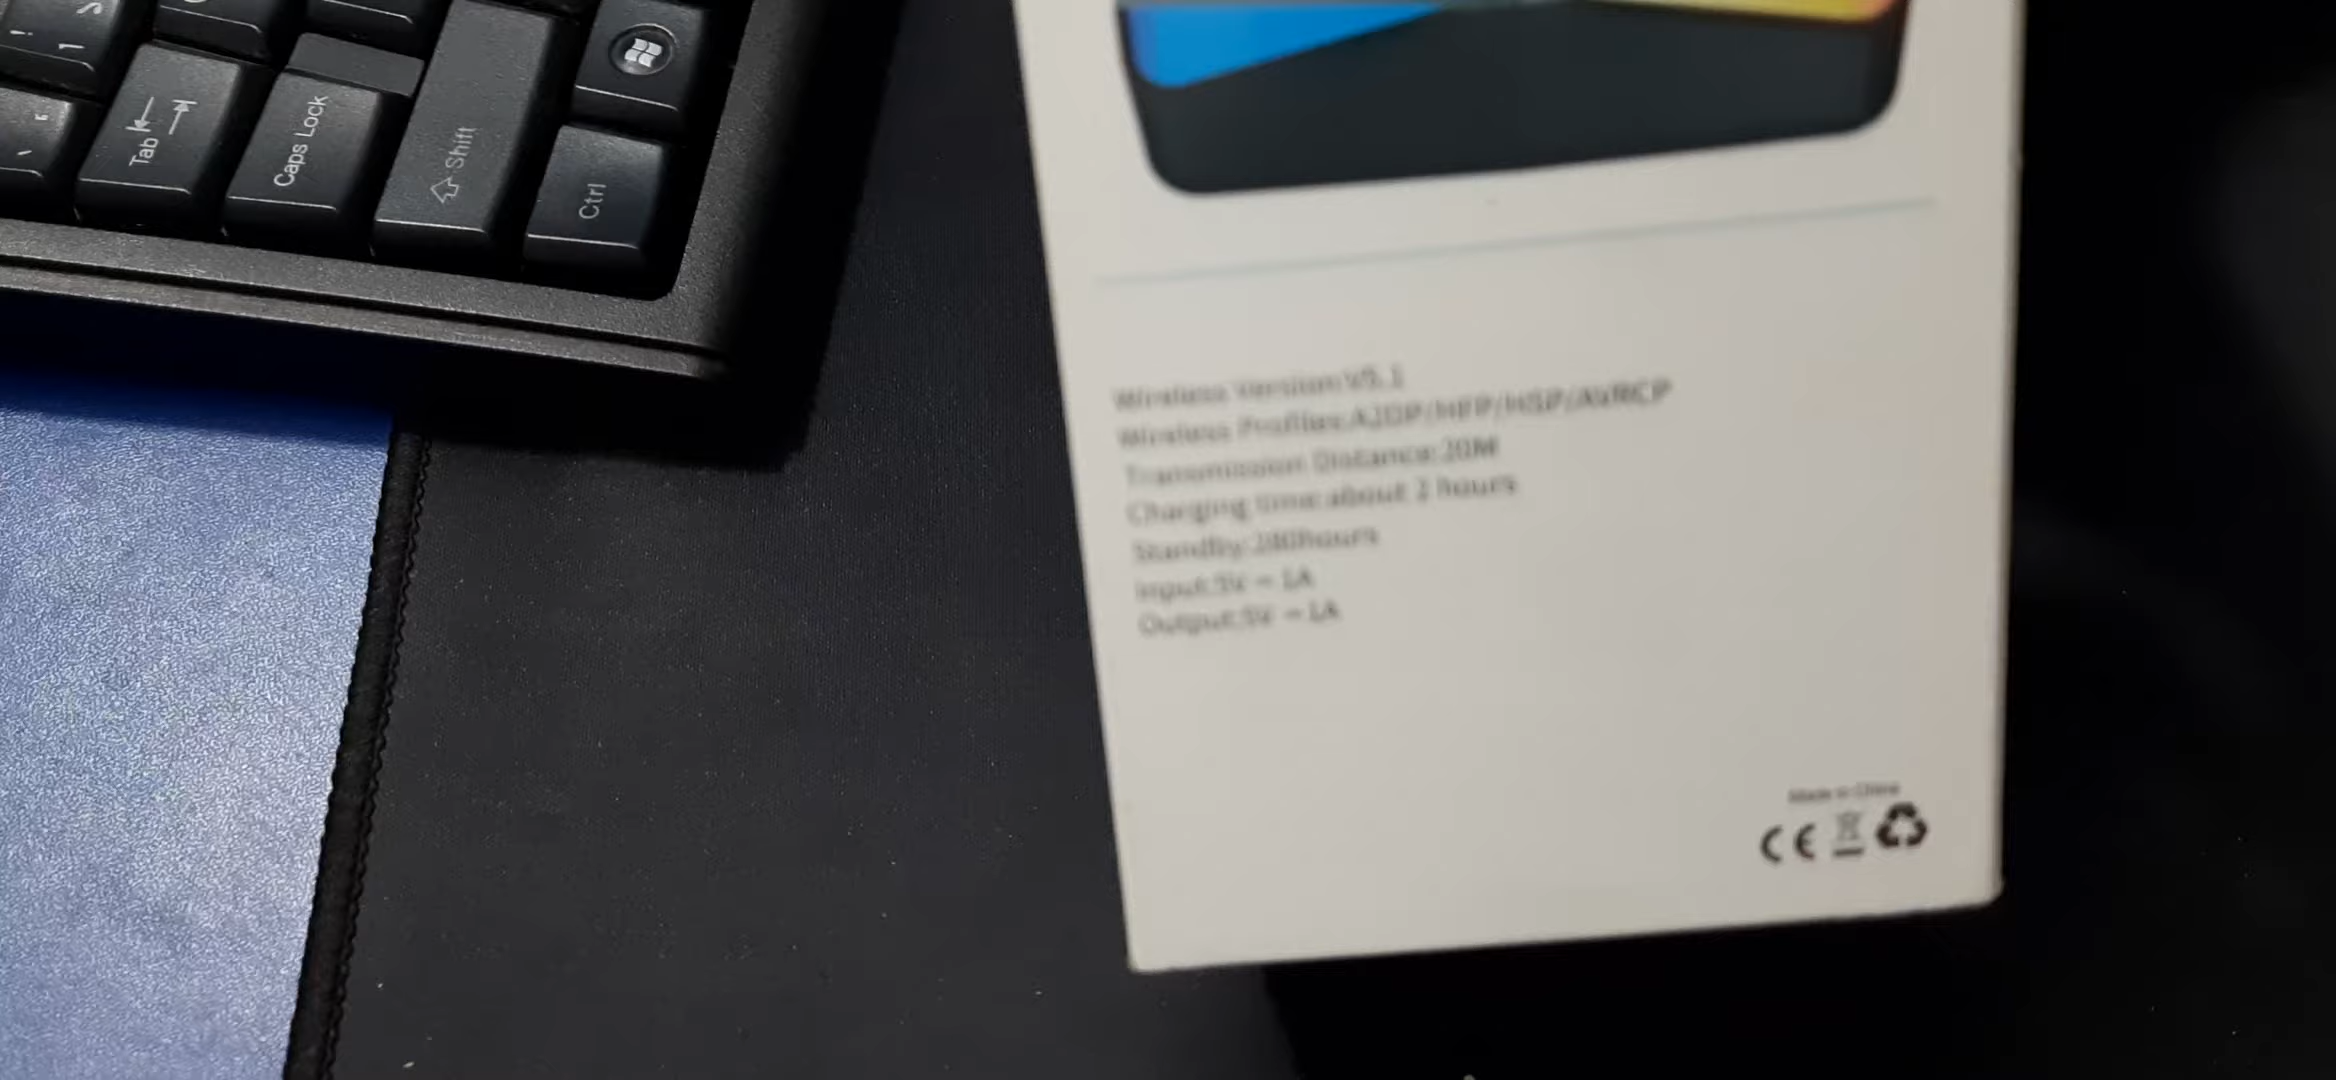 Tab
Caps Lock
Shift
Ctrl
Wireless Version:V5.1
Wireless Profiles:A2DP/HFP/HSP/AVRCP
Transmission Distance:20M
Charging time:about 2 hours
Standby:280hours
Input:5V ⎓ 1A
Output:5V ⎓ 1A
Made in China
CE